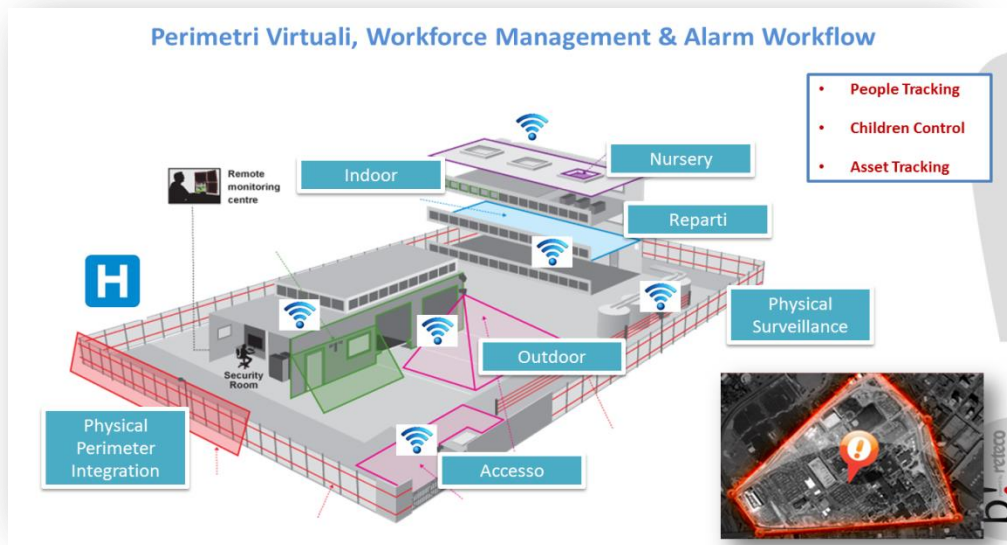 Perimetri Virtuali, Workforce Management & Alarm Workflow
• People Tracking
• Children Control
• Asset Tracking
Nursery
Indoor
Remote
monitoring
centre
Reparti
H
Physical
Surveillance
Outdoor
Security
Room
Physical
Perimeter
Integration
Accesso